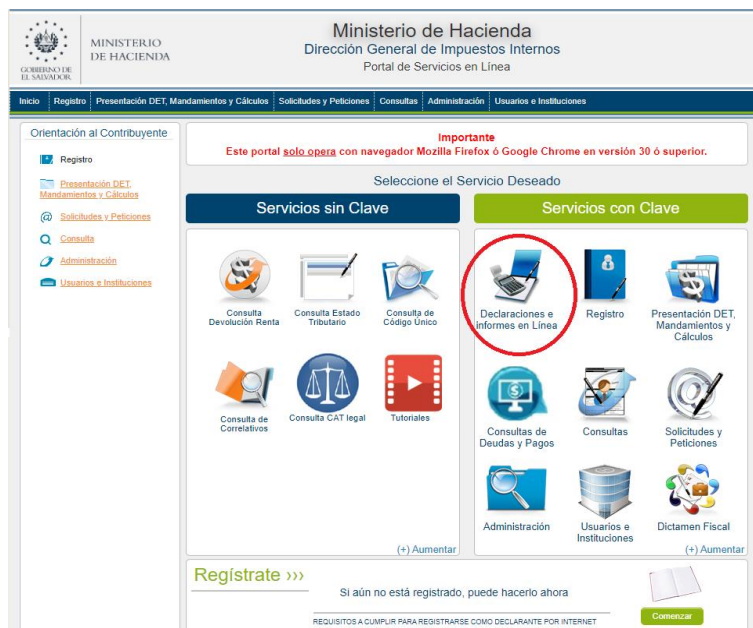 GOBIERNO DE
EL SALVADOR
MINISTERIO
DE HACIENDA
Ministerio de Hacienda
Dirección General de Impuestos Internos
Portal de Servicios en Línea
Inicio Registro Presentación DET, Mandamientos y Cálculos Solicitudes y Peticiones Consultas Administración Usuarios e Instituciones
Orientación al Contribuyente
Registro
Presentación DET,
Mandamientos y Cálculos
Solicitudes y Peticiones
Consulta
Administración
Usuarios e Instituciones
Importante
Este portal solo opera con navegador Mozilla Firefox ó Google Chrome en versión 30 ó superior.
Seleccione el Servicio Deseado
Servicios sin Clave
Consulta
Devolución Renta
Consulta Estado
Tributario
Consulta de
Código Único
Consulta de
Correlativos
Consulta CAT legal
Tutoriales
(+) Aumentar
Servicios con Clave
Declaraciones e
informes en Línea
Registro
Presentación DET,
Mandamientos y
Cálculos
Consultas de
Deudas y Pagos
Consultas
Solicitudes y
Peticiones
Administración
Usuarios e
Instituciones
Dictamen Fiscal
(+) Aumentar
Regístrate ›››
Si aún no está registrado, puede hacerlo ahora
REQUISITOS A CUMPLIR PARA REGISTRARSE COMO DECLARANTE POR INTERNET
Comenzar